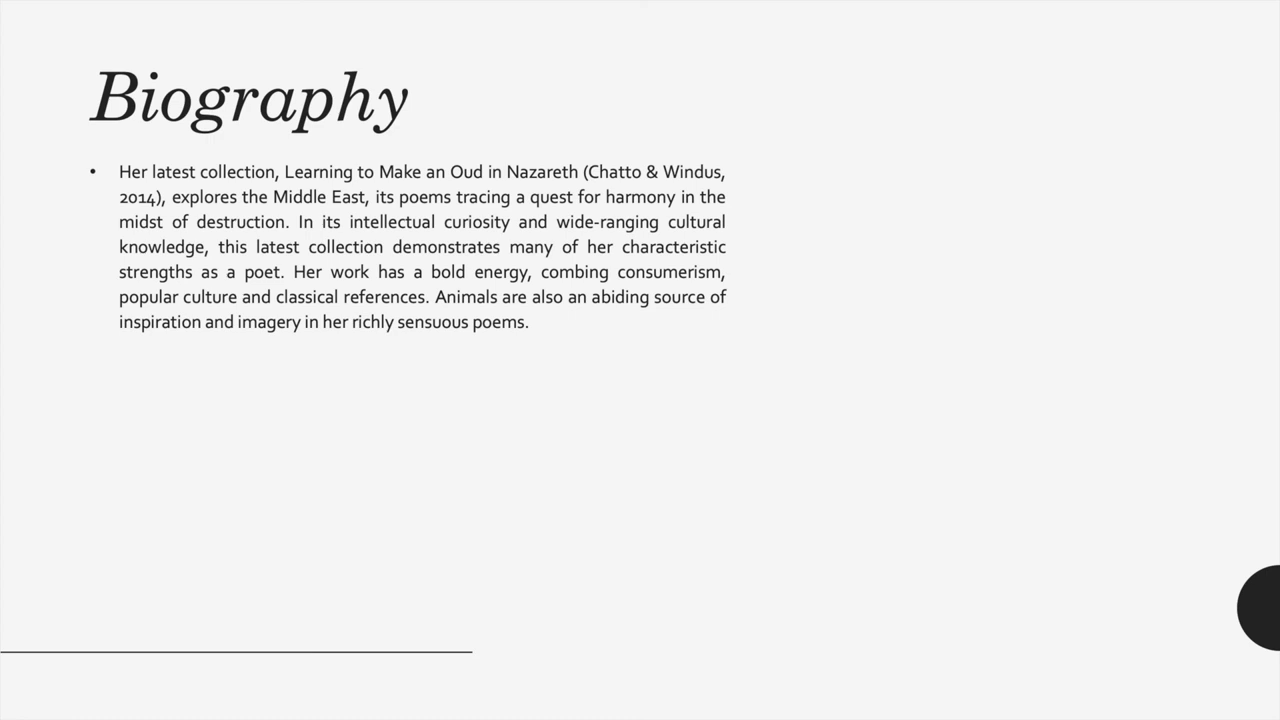 Biography
• Her latest collection, Learning to Make an Oud in Nazareth (Chatto & Windus,
2014), explores the Middle East, its poems tracing a quest for harmony in the
midst of destruction. In its intellectual curiosity and wide-ranging cultural
knowledge, this latest collection demonstrates many of her characteristic
strengths as a poet. Her work has a bold energy, combing consumerism,
popular culture and classical references. Animals are also an abiding source of
inspiration and imagery in her richly sensuous poems.